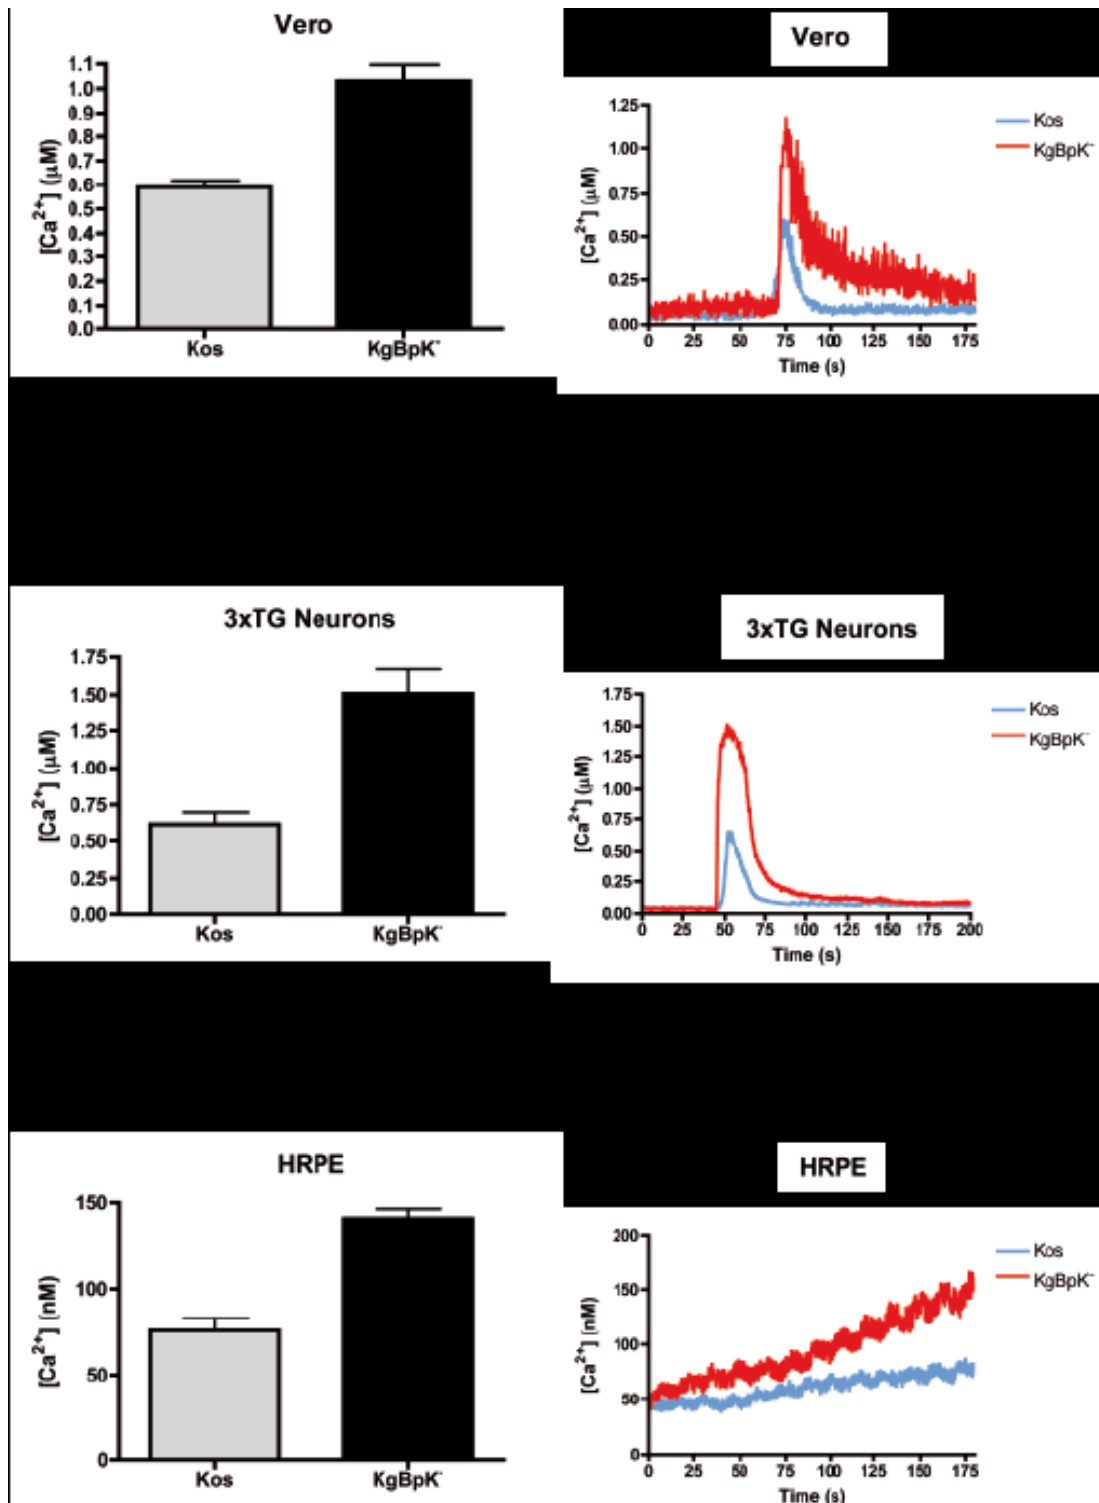 Vero
[Ca²⁺] (μM)
1.1
1.0
0.9
0.8
0.7
0.6
0.5
0.4
0.3
0.2
0.1
0.0
Kos
KgBpK⁻
Vero
[Ca²⁺] (μM)
1.25
1.00
0.75
0.50
0.25
0.00
0 25 50 75 100 125 150 175
Time (s)
Kos
KgBpK⁻
3xTG Neurons
[Ca²⁺] (μM)
1.75
1.50
1.25
1.00
0.75
0.50
0.25
0.00
Kos
KgBpK⁻
3xTG Neurons
[Ca²⁺] (μM)
1.75
1.50
1.25
1.00
0.75
0.50
0.25
0.00
0 25 50 75 100 125 150 175 200
Time (s)
Kos
KgBpK⁻
HRPE
[Ca²⁺] (nM)
150
100
50
0
Kos
KgBpK⁻
HRPE
[Ca²⁺] (nM)
200
150
100
50
0
0 25 50 75 100 125 150 175
Time (s)
Kos
KgBpK⁻